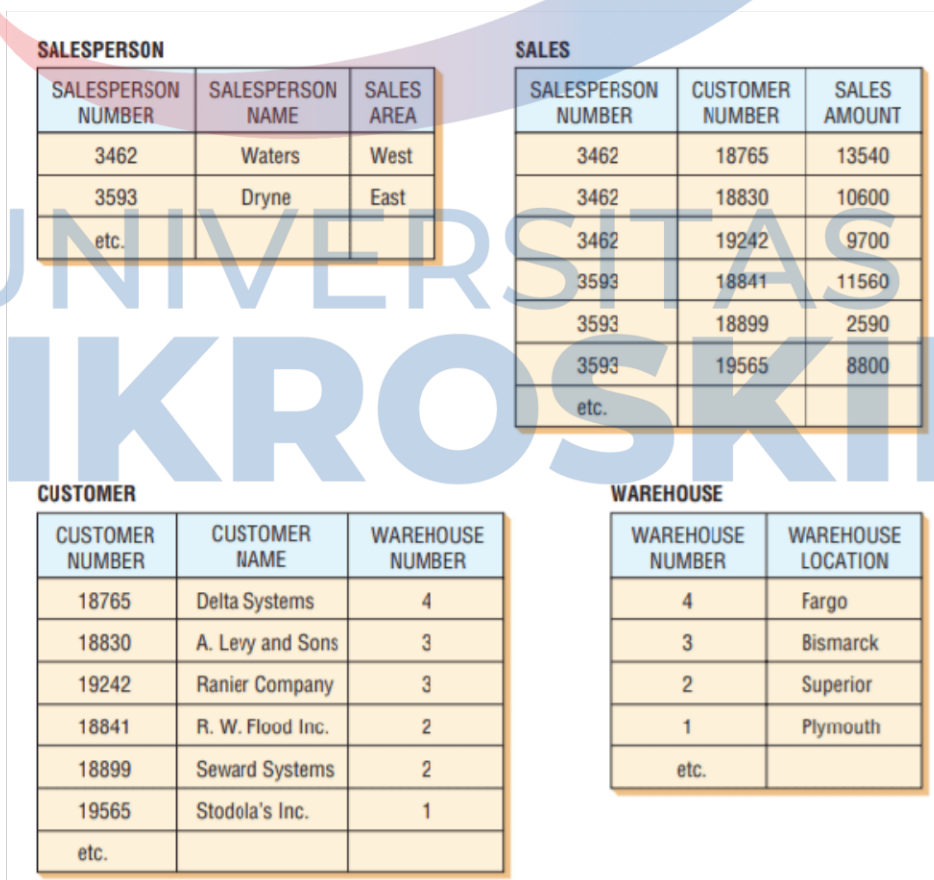 SALESPERSON
SALESPERSON NUMBER SALESPERSON NAME SALES AREA
3462 Waters West
3593 Dryne East
etc.
SALES
SALESPERSON NUMBER CUSTOMER NUMBER SALES AMOUNT
3462 18765 13540
3462 18830 10600
3462 19242 9700
3593 18841 11560
3593 18899 2590
3593 19565 8800
etc.
UNIVERSITAS
IKROSKI
CUSTOMER
CUSTOMER NUMBER CUSTOMER NAME WAREHOUSE NUMBER
18765 Delta Systems 4
18830 A. Levy and Sons 3
19242 Ranier Company 3
18841 R. W. Flood Inc. 2
18899 Seward Systems 2
19565 Stodola's Inc. 1
etc.
WAREHOUSE
WAREHOUSE NUMBER WAREHOUSE LOCATION
4 Fargo
3 Bismarck
2 Superior
1 Plymouth
etc.